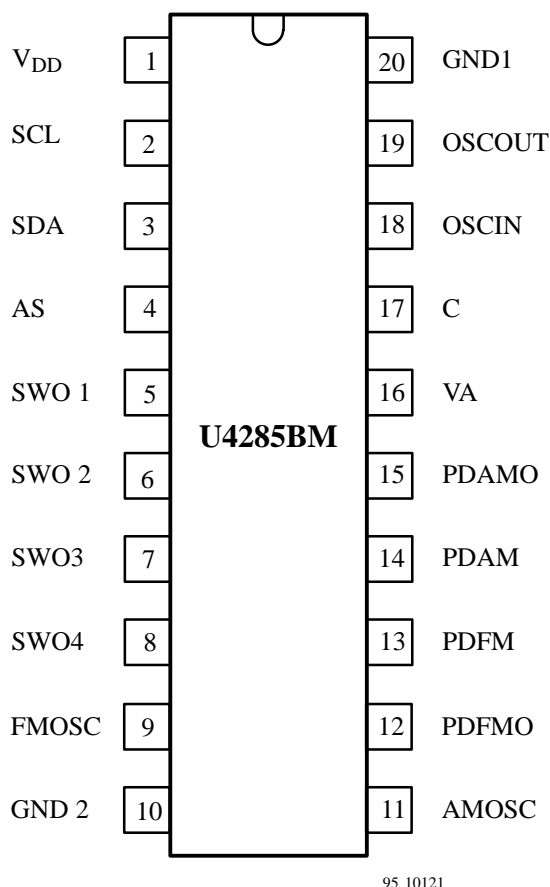 V_DD 1 20 GND1
SCL 2 19 OSCOUT
SDA 3 18 OSCIN
AS 4 17 C
SWO 1 5 16 VA
U4285BM
SWO 2 6 15 PDAMO
SWO3 7 14 PDAM
SWO4 8 13 PDFM
FMOSC 9 12 PDFMO
GND 2 10 11 AMOSC
95 10121